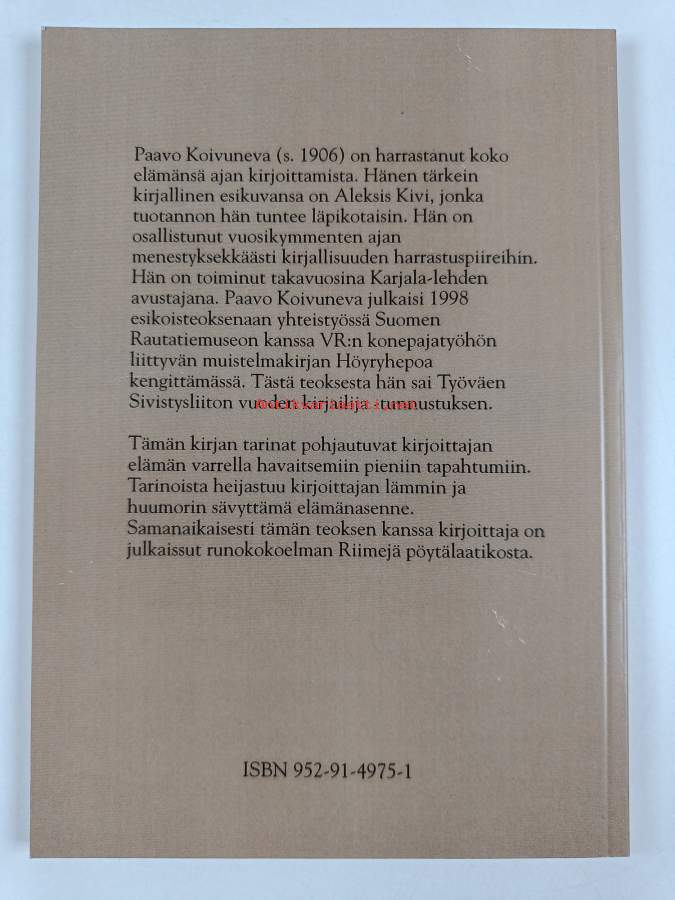 Paavo Koivuneva (s. 1906) on harrastanut koko
elämänsä ajan kirjoittamista. Hänen tärkein
kirjallinen esikuvansa on Aleksis Kivi, jonka
tuotannon hän tuntee läpikotaisin. Hän on
osallistunut vuosikymmenten ajan
menestyksekkäästi kirjallisuuden harrastuspiireihin.
Hän on toiminut takavuosina Karjala-lehden
avustajana. Paavo Koivuneva julkaisi 1998
esikoisteoksenaan yhteistyössä Suomen
Rautatiemuseon kanssa VR:n konepajatyöhön
liittyvän muistelmakirjan Höyryhepoa
kengittämässä. Tästä teoksesta hän sai Työväen
Sivistysliiton vuoden kirjailija -tunnustuksen.
Tämän kirjan tarinat pohjautuvat kirjoittajan
elämän varrella havaitsemiin pieniin tapahtumiin.
Tarinoista heijastuu kirjoittajan lämmin ja
huumorin sävyttämä elämänasenne.
Samanaikaisesti tämän teoksen kanssa kirjoittaja on
julkaissut runokokoelman Riimejä pöytälaatikosta.
ISBN 952-91-4975-1